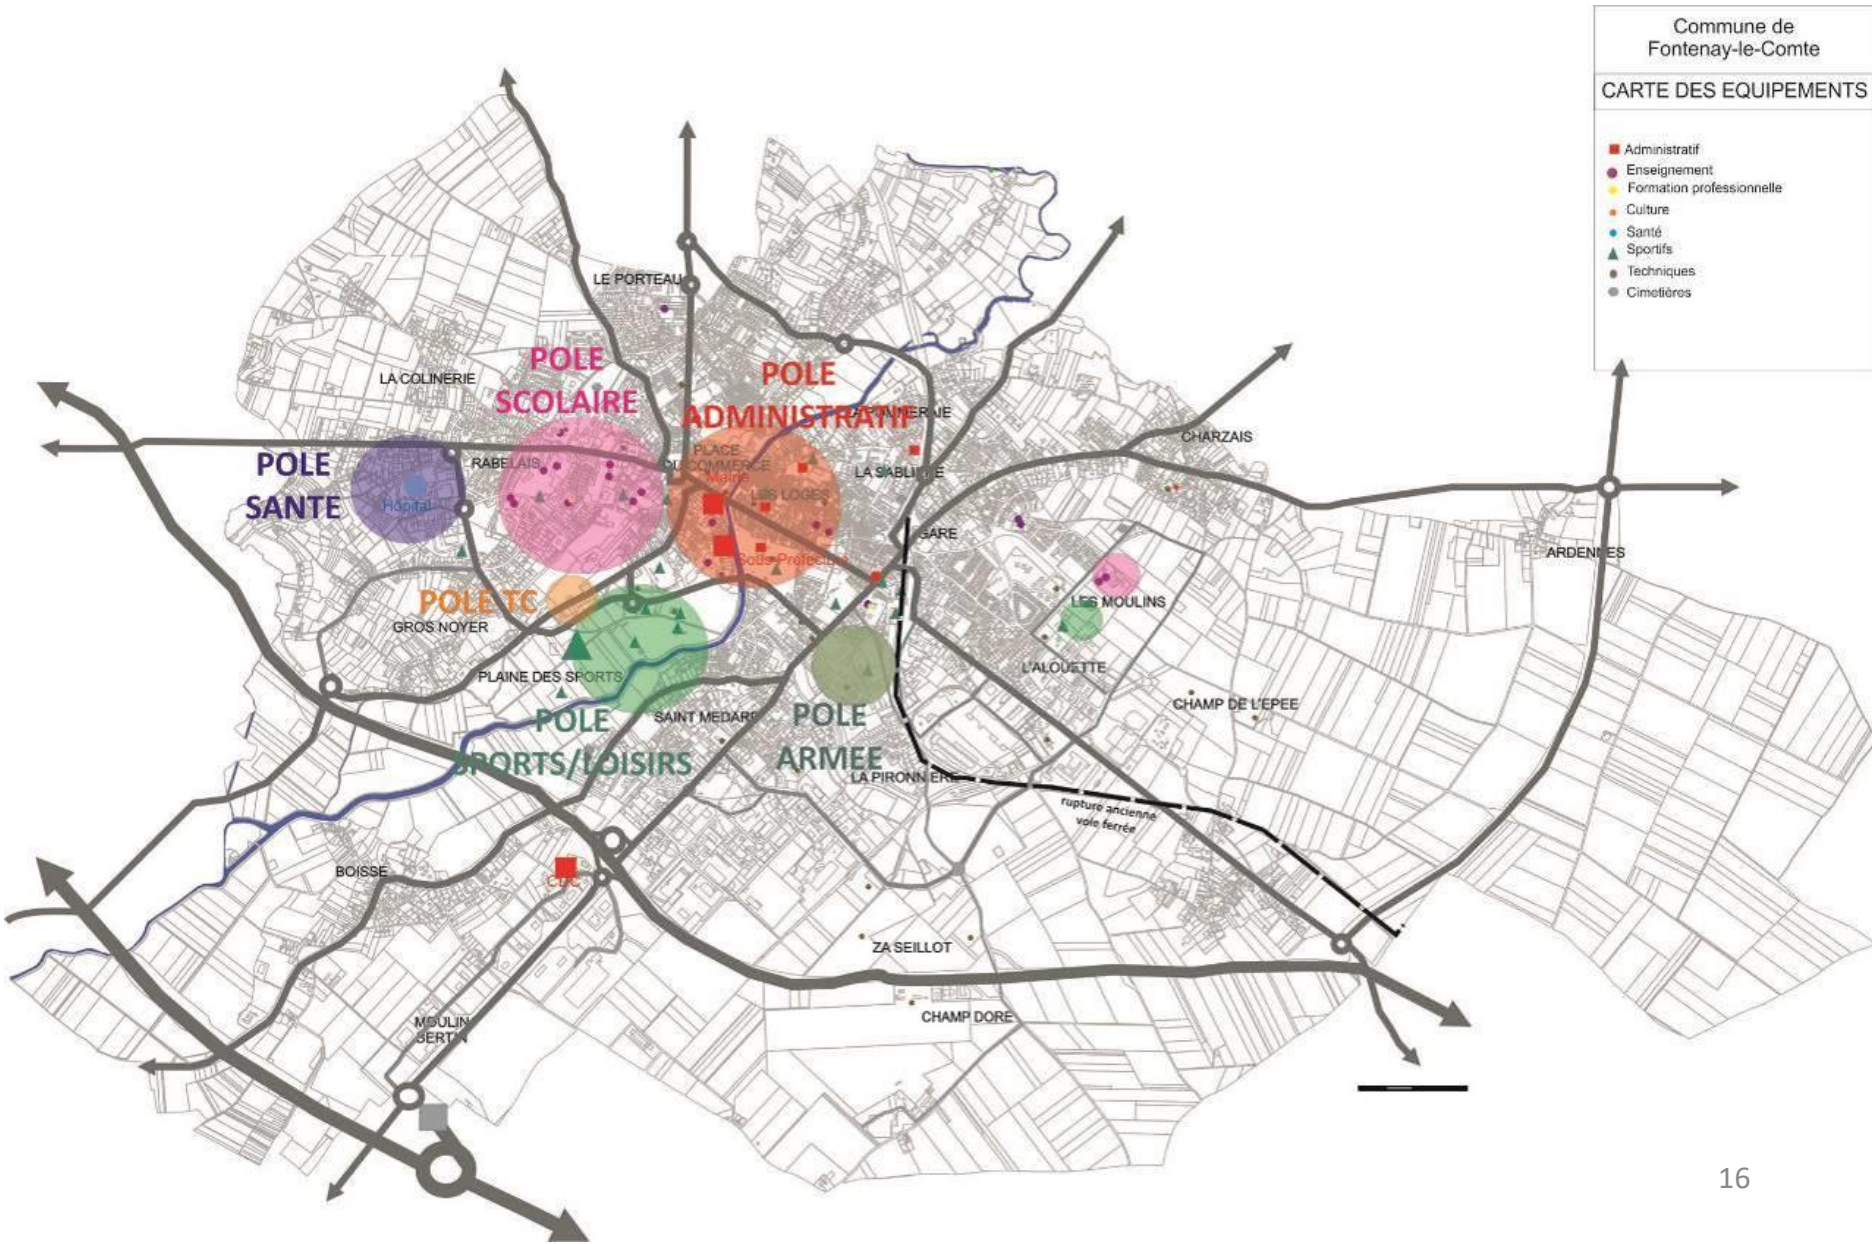 Commune de
Fontenay-le-Comte
CARTE DES EQUIPEMENTS
Administratif
Enseignement
Formation professionnelle
Culture
Santé
Sportifs
Techniques
Cimetières
LE PORTEAU
POLE
SCOLAIRE
LA COLINERIE
POLE
ADMINISTRATIF
CHARZAIS
PLACE
DU COMMERCE
Mairie
RABELAIS
POLE
SANTE
Hôpital
LA SABLIERE
LES LOGES
GARE
Sous-Préfecture
ARDENNES
POLE TC
GROS NOYER
LES MOULINS
PLAINE DES SPORTS
L'ALOUETTE
SAINT MEDARD
CHAMP DE L'EPEE
POLE
SPORTS/LOISIRS
POLE
ARMEE
LA PIRONNIERE
rupture ancienne
voie ferrée
BOISSE
CDC
ZA SEILLOT
CHAMP DORE
MOULIN
BERTIN
16